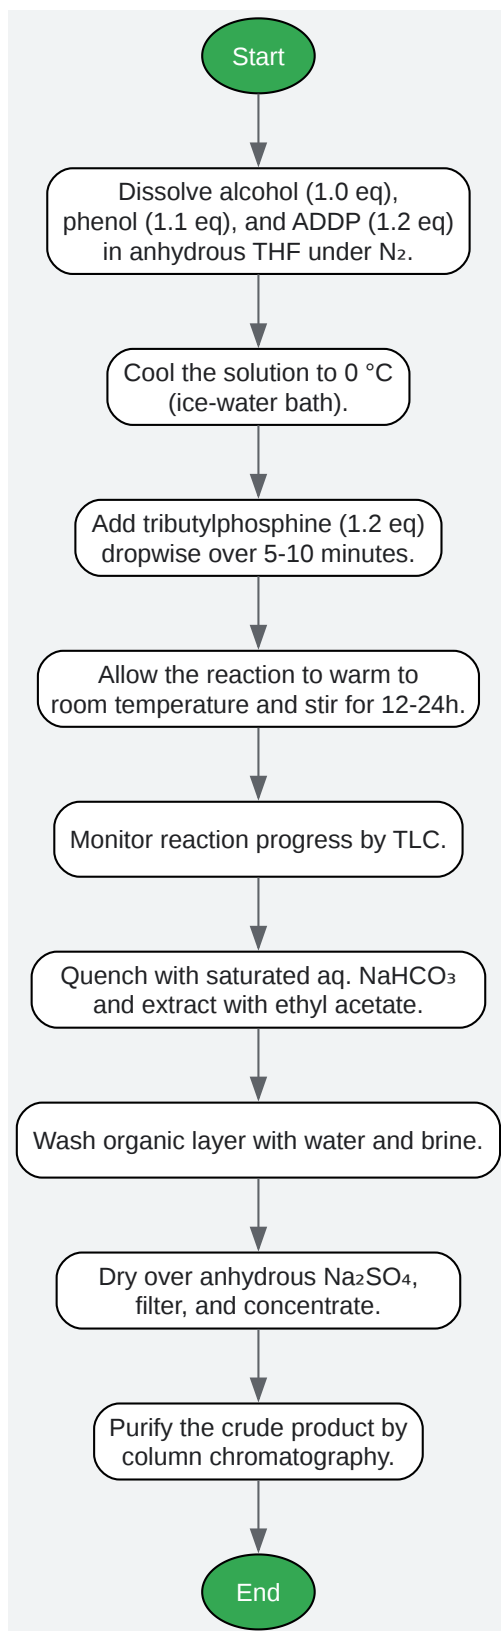 Start
Dissolve alcohol (1.0 eq),
phenol (1.1 eq), and ADDP (1.2 eq)
in anhydrous THF under N₂.
Cool the solution to 0 °C
(ice-water bath).
Add tributylphosphine (1.2 eq)
dropwise over 5-10 minutes.
Allow the reaction to warm to
room temperature and stir for 12-24h.
Monitor reaction progress by TLC.
Quench with saturated aq. NaHCO₃
and extract with ethyl acetate.
Wash organic layer with water and brine.
Dry over anhydrous Na₂SO₄,
filter, and concentrate.
Purify the crude product by
column chromatography.
End